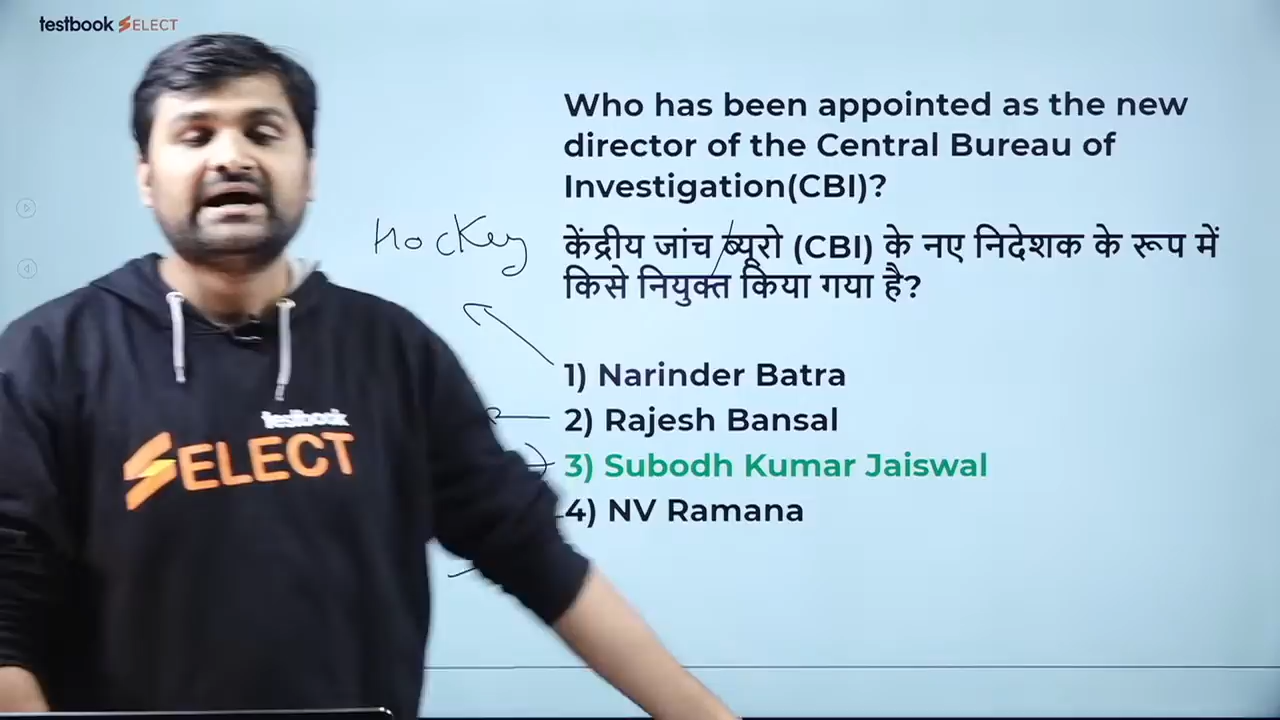 testbook SELECT
Who has been appointed as the new
director of the Central Bureau of
Investigation(CBI)?
Hockey
केंद्रीय जांच ब्यूरो (CBI) के नए निदेशक के रूप में
किसे नियुक्त किया गया है?
1) Narinder Batra
2) Rajesh Bansal
3) Subodh Kumar Jaiswal
4) NV Ramana
testbook
SELECT